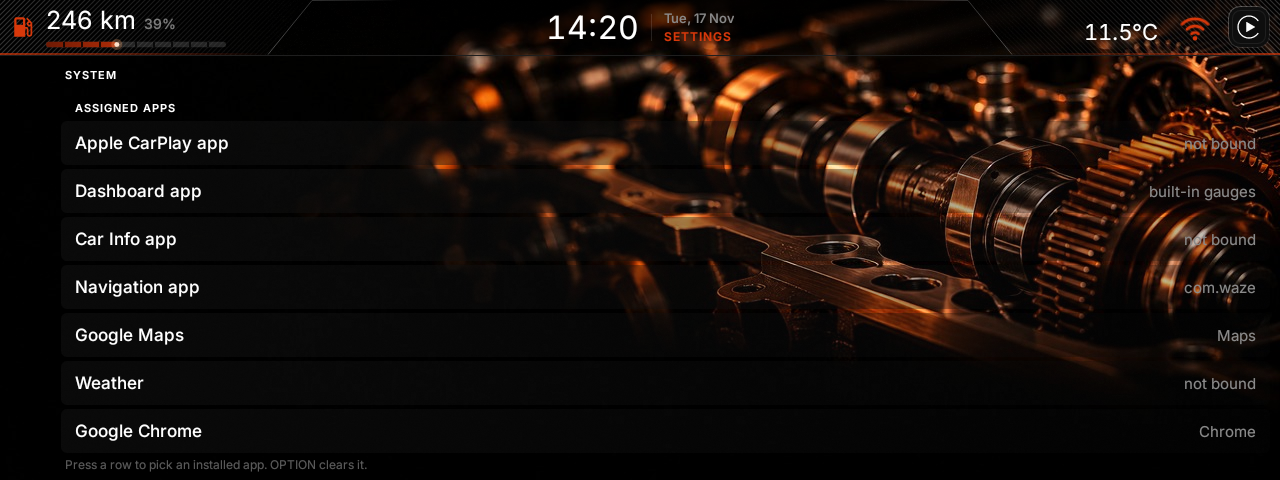 246 km 39%
14:20
Tue, 17 Nov
SETTINGS
11.5°C
SYSTEM
ASSIGNED APPS
Apple CarPlay app not bound
Dashboard app built-in gauges
Car Info app not bound
Navigation app com.waze
Google Maps Maps
Weather not bound
Google Chrome Chrome
Press a row to pick an installed app. OPTION clears it.